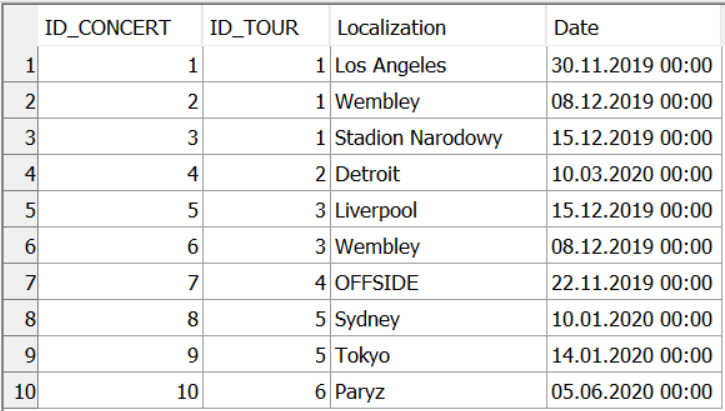 ID_CONCERT ID_TOUR Localization Date
1 1 1 Los Angeles 30.11.2019 00:00
2 2 1 Wembley 08.12.2019 00:00
3 3 1 Stadion Narodowy 15.12.2019 00:00
4 4 2 Detroit 10.03.2020 00:00
5 5 3 Liverpool 15.12.2019 00:00
6 6 3 Wembley 08.12.2019 00:00
7 7 4 OFFSIDE 22.11.2019 00:00
8 8 5 Sydney 10.01.2020 00:00
9 9 5 Tokyo 14.01.2020 00:00
10 10 6 Paryz 05.06.2020 00:00